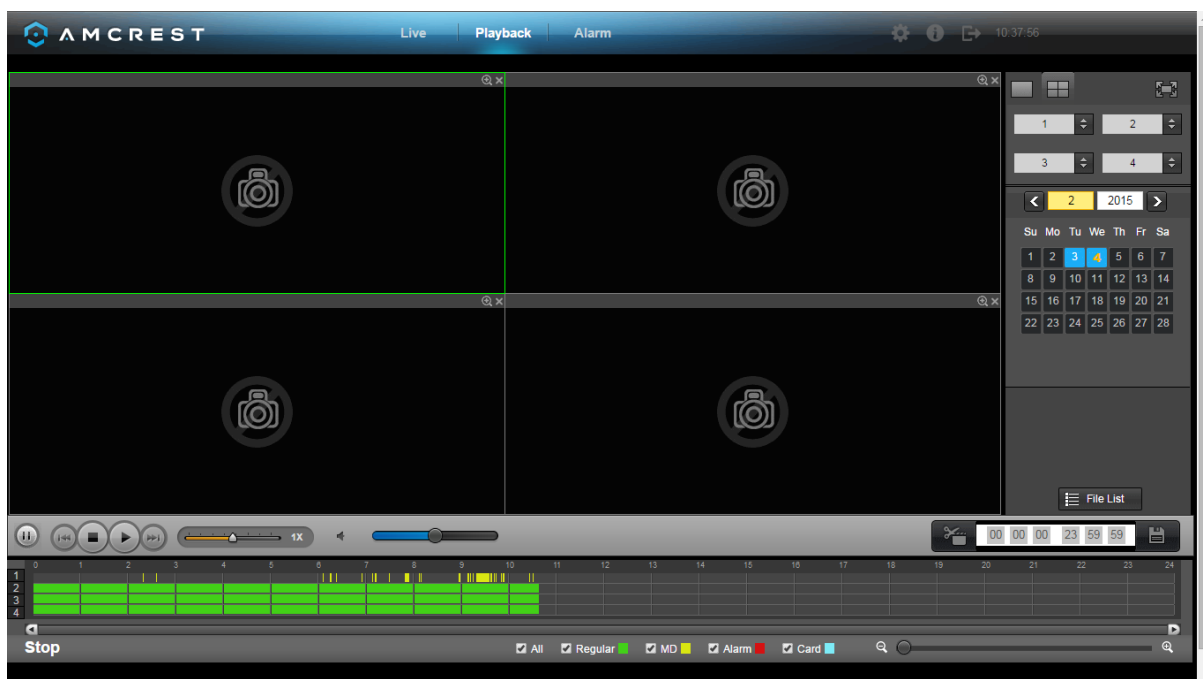 AMCREST Live Playback Alarm 10:37:56
1 2
3 4
2 2015
Su Mo Tu We Th Fr Sa
1 2 3 4 5 6 7
8 9 10 11 12 13 14
15 16 17 18 19 20 21
22 23 24 25 26 27 28
File List
1X 00 00 00 23 59 59
0 1 2 3 4 5 6 7 8 9 10 11 12 13 14 15 16 17 18 19 20 21 22 23 24
1
2
3
4
Stop All Regular MD Alarm Card